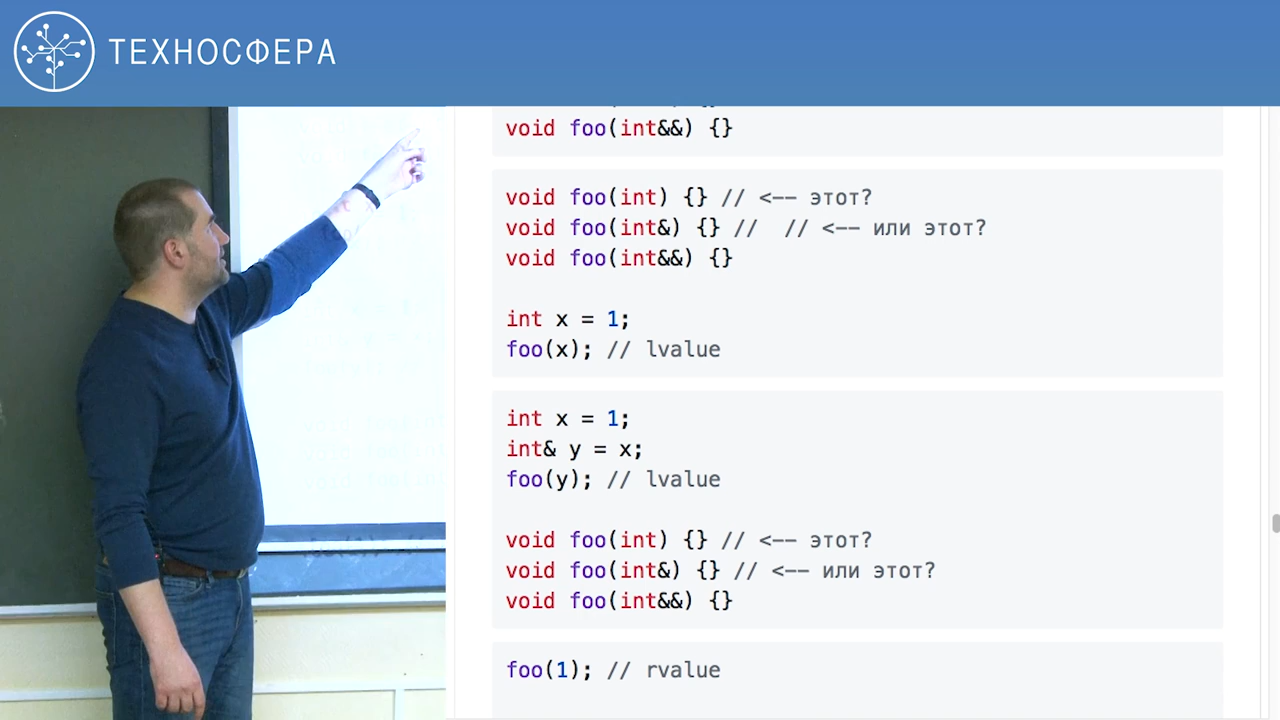 ТЕХНОСФЕРА
void foo(int&&) {}
void foo(int) {} // <-- этот?
void foo(int&) {} //  // <-- или этот?
void foo(int&&) {}
int x = 1;
foo(x); // lvalue
int x = 1;
int& y = x;
foo(y); // lvalue
void foo(int) {} // <-- этот?
void foo(int&) {} // <-- или этот?
void foo(int&&) {}
foo(1); // rvalue